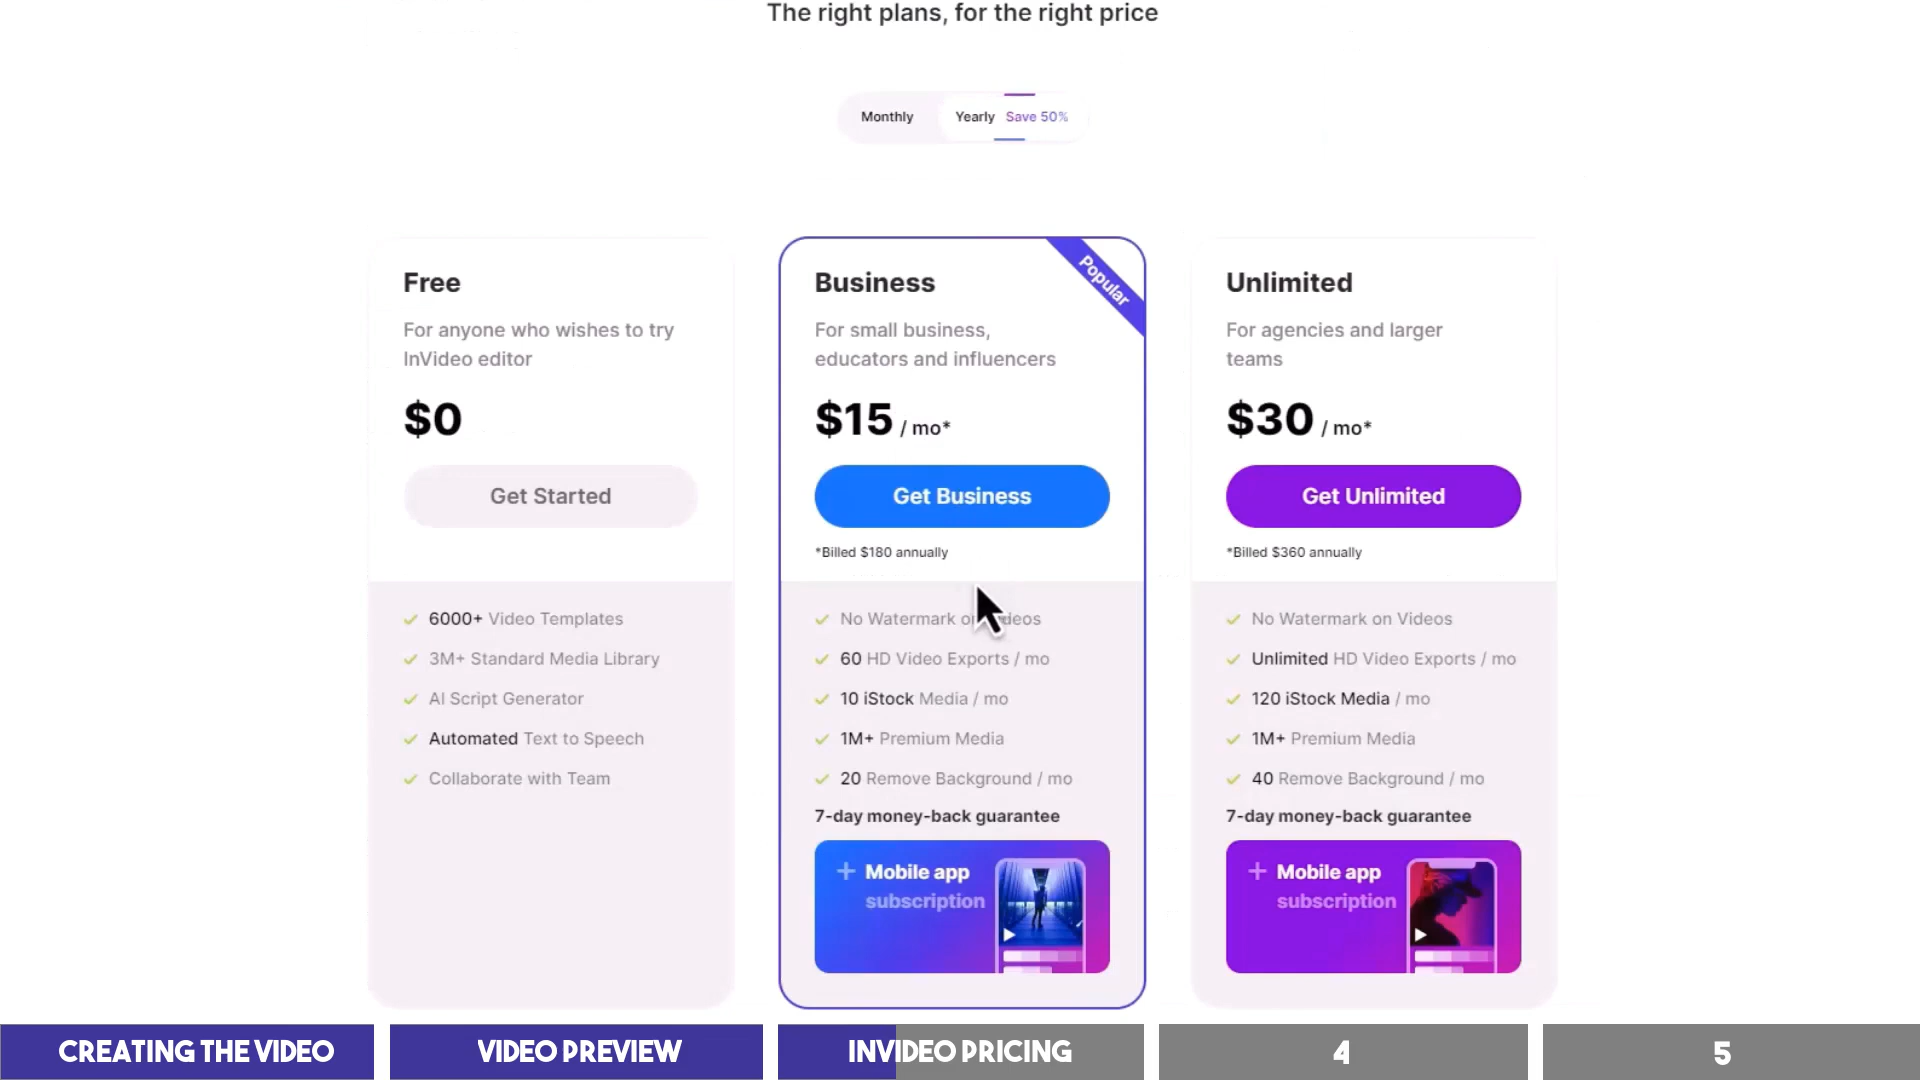 The right plans, for the right price
Monthly
Yearly Save 50%
Free
For anyone who wishes to try
InVideo editor
$0
Get Started
6000+ Video Templates
3M+ Standard Media Library
AI Script Generator
Automated Text to Speech
Collaborate with Team
Popular
Business
For small business,
educators and influencers
$15 / mo*
Get Business
*Billed $180 annually
No Watermark on Videos
60 HD Video Exports / mo
10 iStock Media / mo
1M+ Premium Media
20 Remove Background / mo
7-day money-back guarantee
+ Mobile app
subscription
Unlimited
For agencies and larger
teams
$30 / mo*
Get Unlimited
*Billed $360 annually
No Watermark on Videos
Unlimited HD Video Exports / mo
120 iStock Media / mo
1M+ Premium Media
40 Remove Background / mo
7-day money-back guarantee
+ Mobile app
subscription
CREATING THE VIDEO
VIDEO PREVIEW
INVIDEO PRICING
4
5